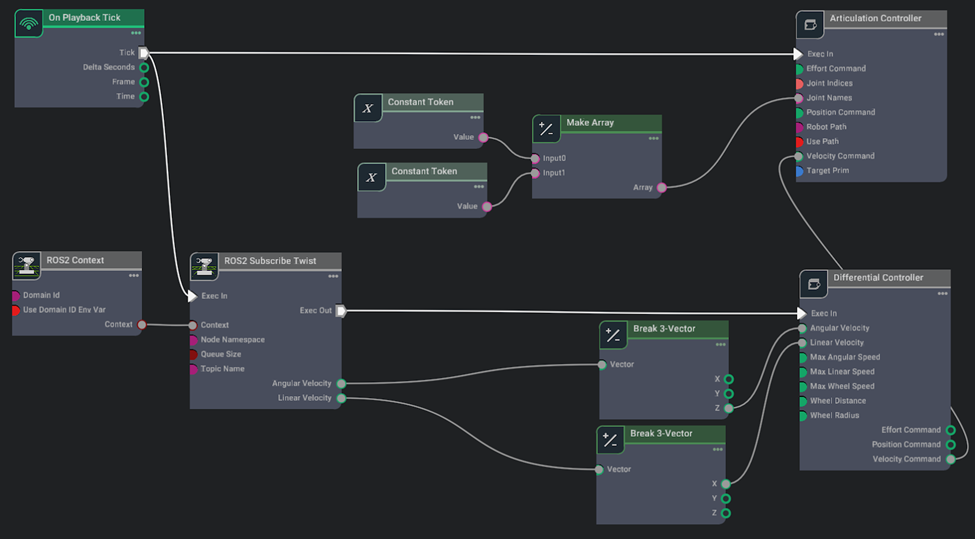 On Playback Tick
Tick
Delta Seconds
Frame
Time
Articulation Controller
Exec In
Effort Command
Joint Indices
Joint Names
Position Command
Robot Path
Use Path
Velocity Command
Target Prim
X
Constant Token
Value
X
Constant Token
Value
Make Array
Input0
Input1
Array
ROS2 Context
Domain Id
Use Domain ID Env Var
Context
ROS2 Subscribe Twist
Exec In
Exec Out
Context
Node Namespace
Queue Size
Topic Name
Angular Velocity
Linear Velocity
Break 3-Vector
Vector
X
Y
Z
Break 3-Vector
Vector
X
Y
Z
Differential Controller
Exec In
Angular Velocity
Linear Velocity
Max Angular Speed
Max Linear Speed
Max Wheel Speed
Wheel Distance
Wheel Radius
Effort Command
Position Command
Velocity Command